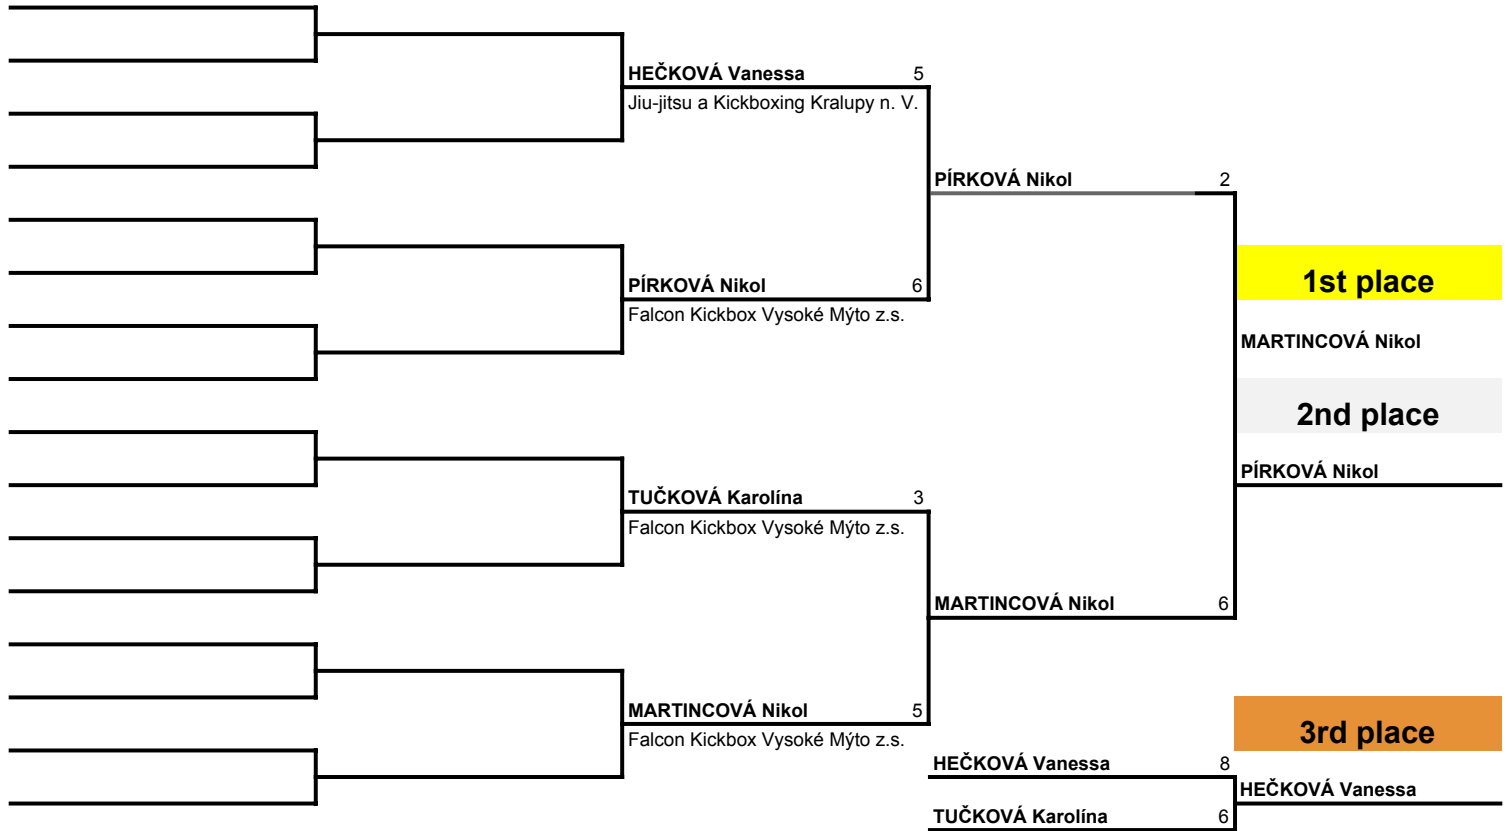 HEČKOVÁ Vanessa 5
Jiu-jitsu a Kickboxing Kralupy n. V.
PÍRKOVÁ Nikol 2
1st place
PÍRKOVÁ Nikol 6
Falcon Kickbox Vysoké Mýto z.s.
MARTINCOVÁ Nikol
2nd place
PÍRKOVÁ Nikol
TUČKOVÁ Karolína 3
Falcon Kickbox Vysoké Mýto z.s.
MARTINCOVÁ Nikol 6
MARTINCOVÁ Nikol 5
Falcon Kickbox Vysoké Mýto z.s.
3rd place
HEČKOVÁ Vanessa 8
HEČKOVÁ Vanessa
TUČKOVÁ Karolína 6